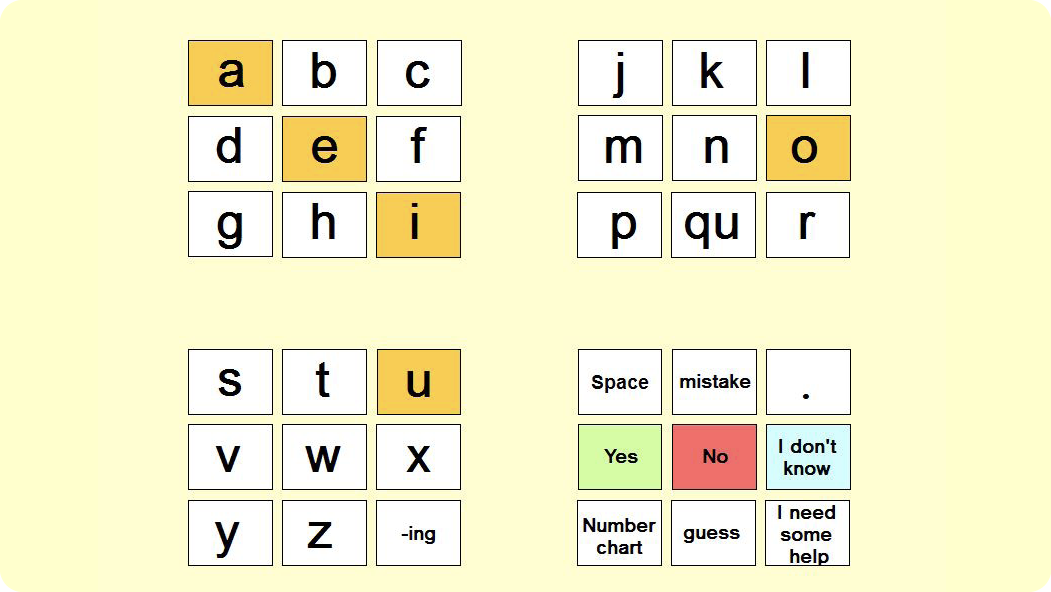 a b c
d e f
g h i
j k l
m n o
p qu r
s t u
v w x
y z -ing
Space mistake .
Yes No I don't
know
Number
chart guess I need
some
help